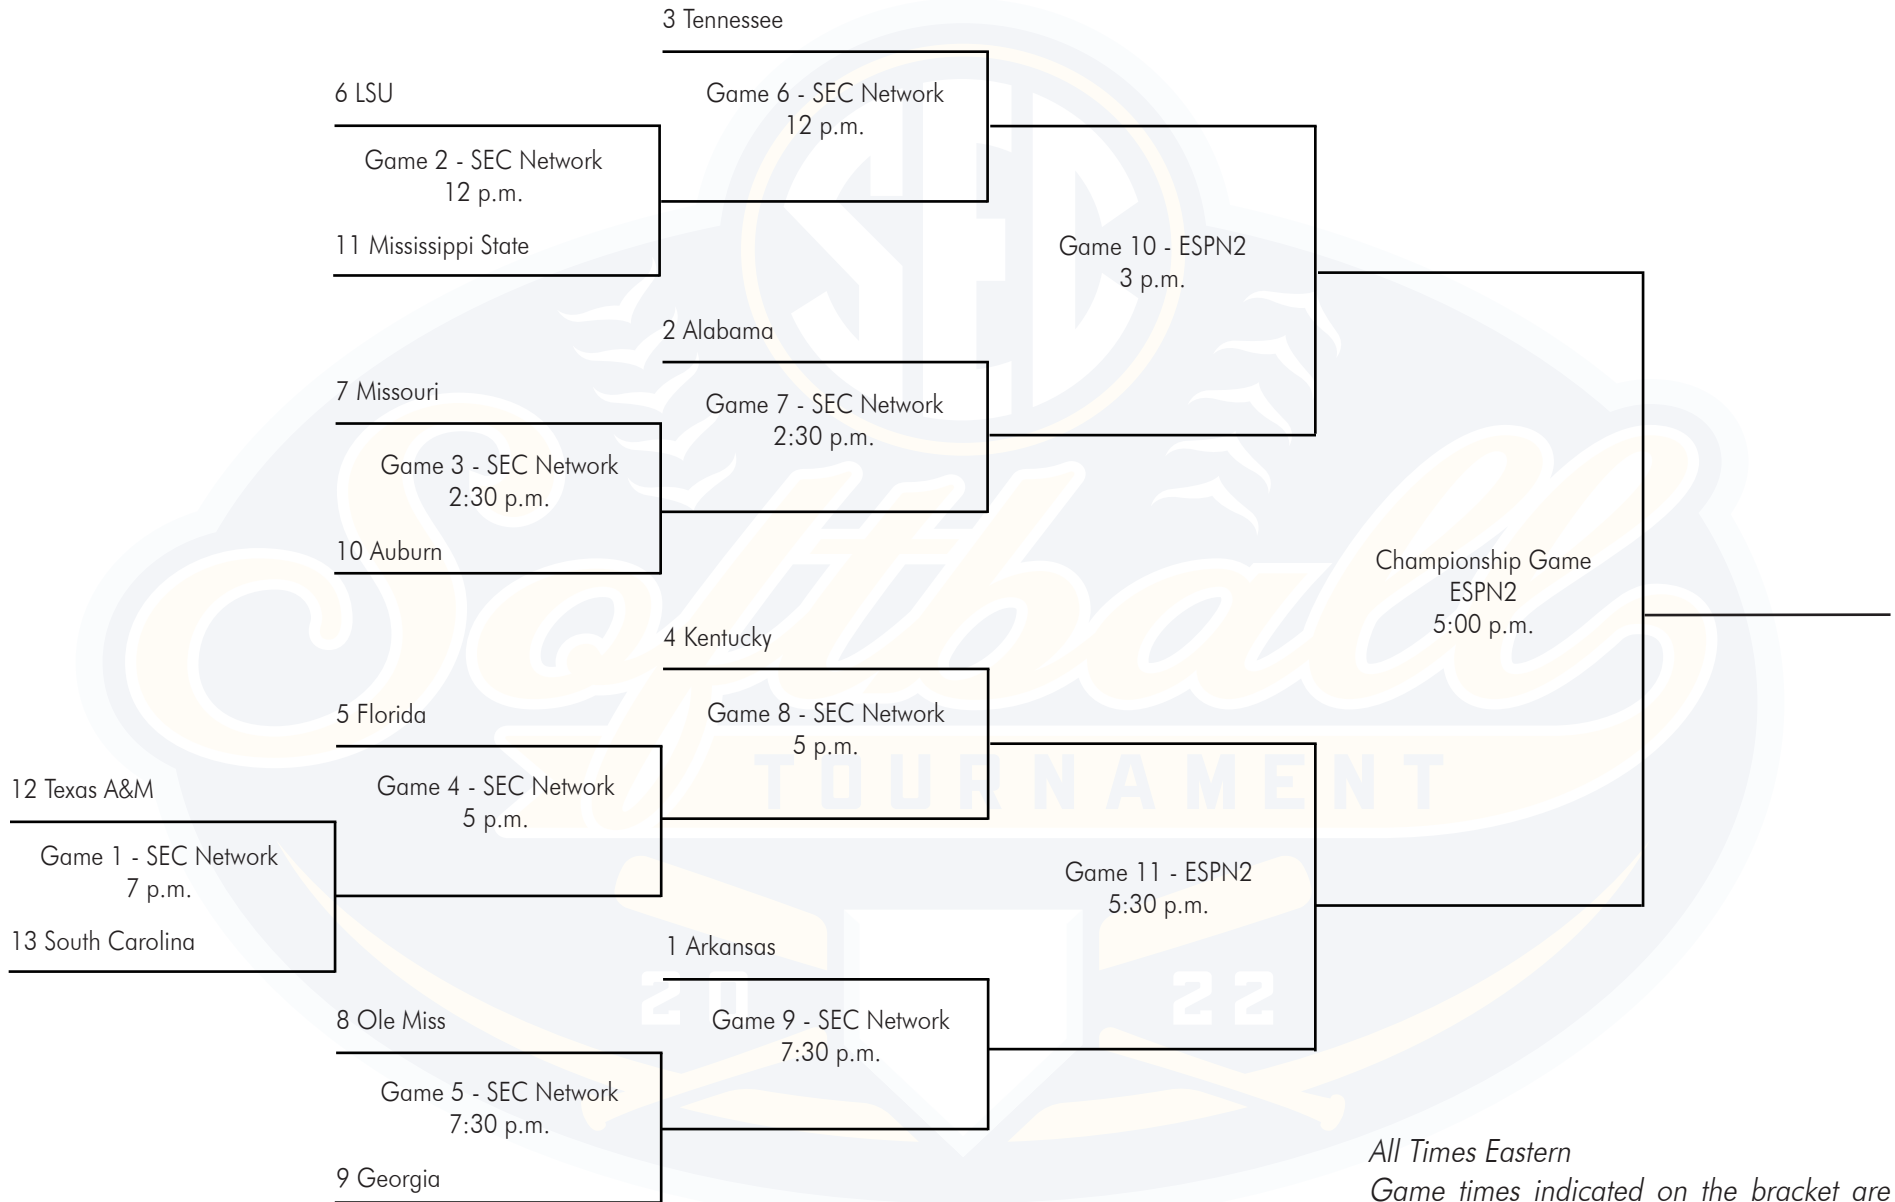 3 Tennessee
6 LSU
Game 6 - SEC Network
12 p.m.
Game 2 - SEC Network
12 p.m.
11 Mississippi State
Game 10 - ESPN2
3 p.m.
2 Alabama
7 Missouri
Game 7 - SEC Network
2:30 p.m.
Game 3 - SEC Network
2:30 p.m.
10 Auburn
Championship Game
ESPN2
5:00 p.m.
4 Kentucky
5 Florida
Game 8 - SEC Network
5 p.m.
12 Texas A&M
Game 4 - SEC Network
5 p.m.
Game 1 - SEC Network
7 p.m.
13 South Carolina
Game 11 - ESPN2
5:30 p.m.
1 Arkansas
8 Ole Miss
Game 9 - SEC Network
7:30 p.m.
Game 5 - SEC Network
7:30 p.m.
9 Georgia
All Times Eastern
Game times indicated on the bracket are
SEC
Softball
TOURNAMENT
20 22